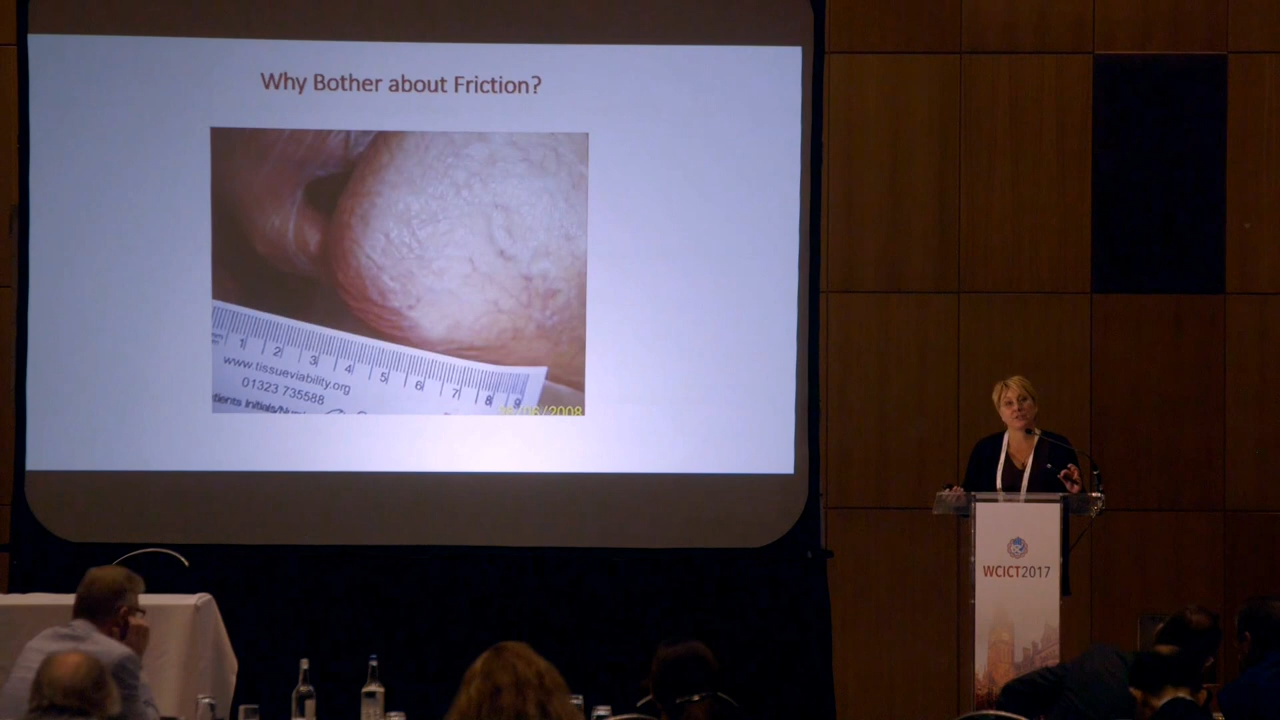 Why Bother about Friction?
1 2 3 4 5 6 7 8 9
www.tissueviability.org
01323 735588
/2008
WCICT2017